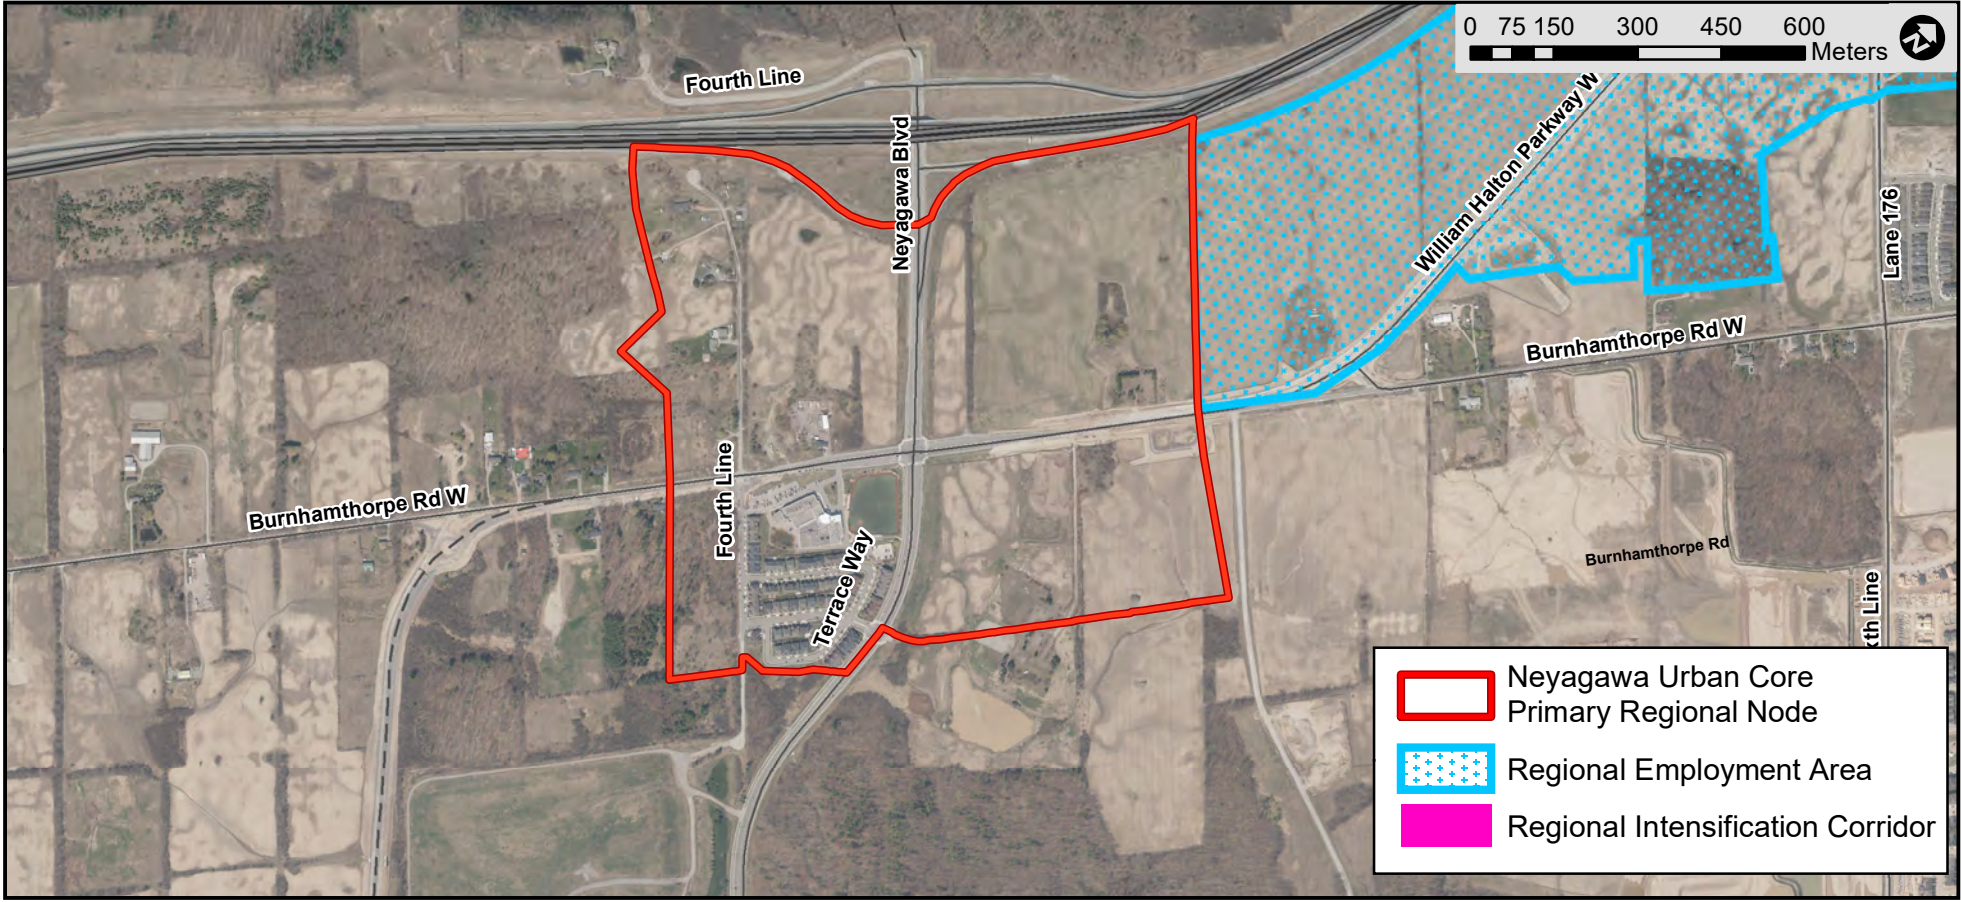 0 75 150 300 450 600
Meters
N
Fourth Line
Neyagawa Blvd
William Halton Parkway W
Lane 176
Burnhamthorpe Rd W
Fourth Line
Burnhamthorpe Rd W
Terrace Way
Burnhamthorpe Rd
xth Line
Neyagawa Urban Core
Primary Regional Node
Regional Employment Area
Regional Intensification Corridor